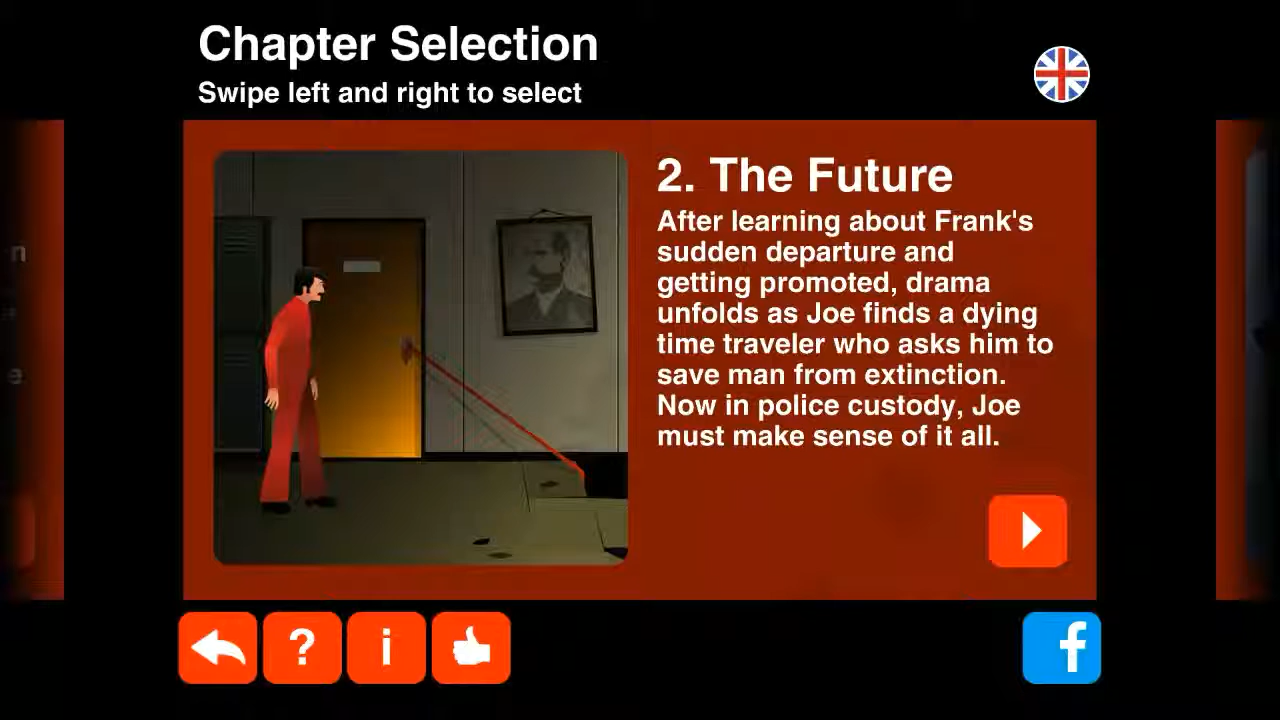 Chapter Selection
Swipe left and right to select
2. The Future
After learning about Frank's
sudden departure and
getting promoted, drama
unfolds as Joe finds a dying
time traveler who asks him to
save man from extinction.
Now in police custody, Joe
must make sense of it all.
? i f